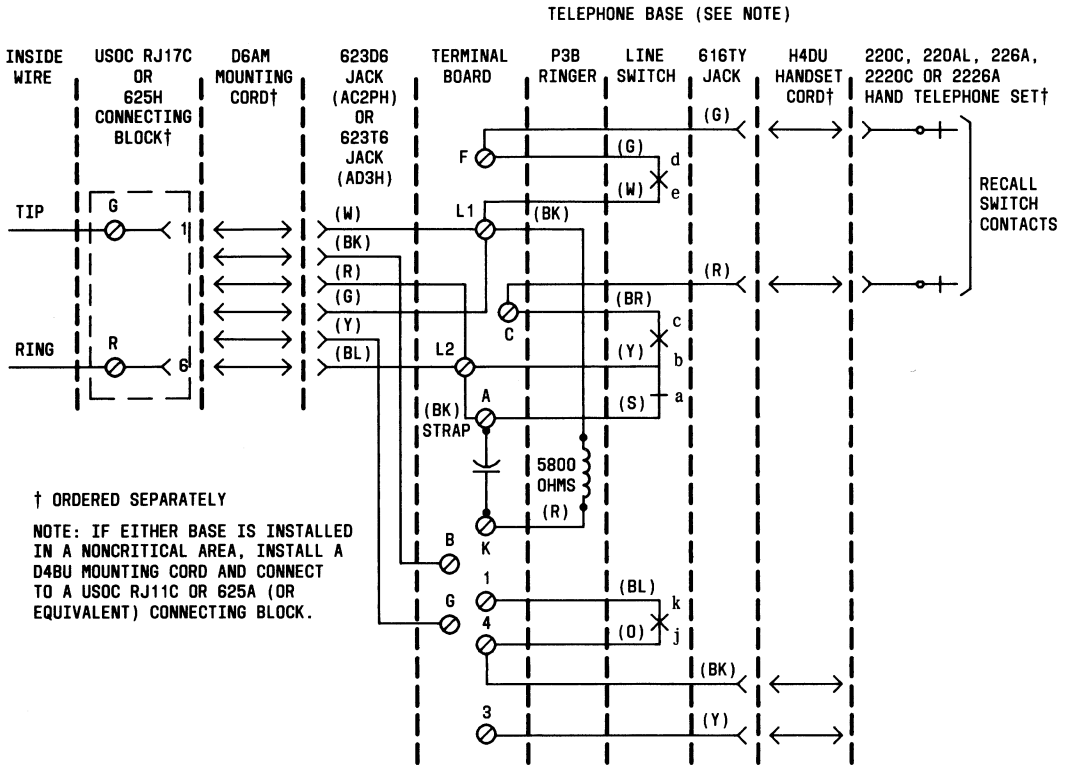 TELEPHONE BASE (SEE NOTE)
INSIDE
WIRE
USOC RJ17C
OR
625H
CONNECTING
BLOCK†
D6AM
MOUNTING
CORD†
623D6
JACK
(AC2PH)
OR
623T6
JACK
(AD3H)
TERMINAL
BOARD
P3B
RINGER
LINE
SWITCH
616TY
JACK
H4DU
HANDSET
CORD†
220C, 220AL, 226A,
2220C OR 2226A
HAND TELEPHONE SET†
(G)
F
(G)
d
(W)
e
RECALL
SWITCH
CONTACTS
TIP
G
1
(W)
L1
(BK)
(BK)
(R)
(R)
(G)
C
(BR)
c
(Y)
RING
R
6
(BL)
L2
(Y)
b
A
a
(S)
(BK)
STRAP
5800
OHMS
(R)
K
† ORDERED SEPARATELY
NOTE: IF EITHER BASE IS INSTALLED
IN A NONCRITICAL AREA, INSTALL A
D4BU MOUNTING CORD AND CONNECT
TO A USOC RJ11C OR 625A (OR
EQUIVALENT) CONNECTING BLOCK.
B
1
(BL)
k
G
4
(O)
j
(BK)
3
(Y)